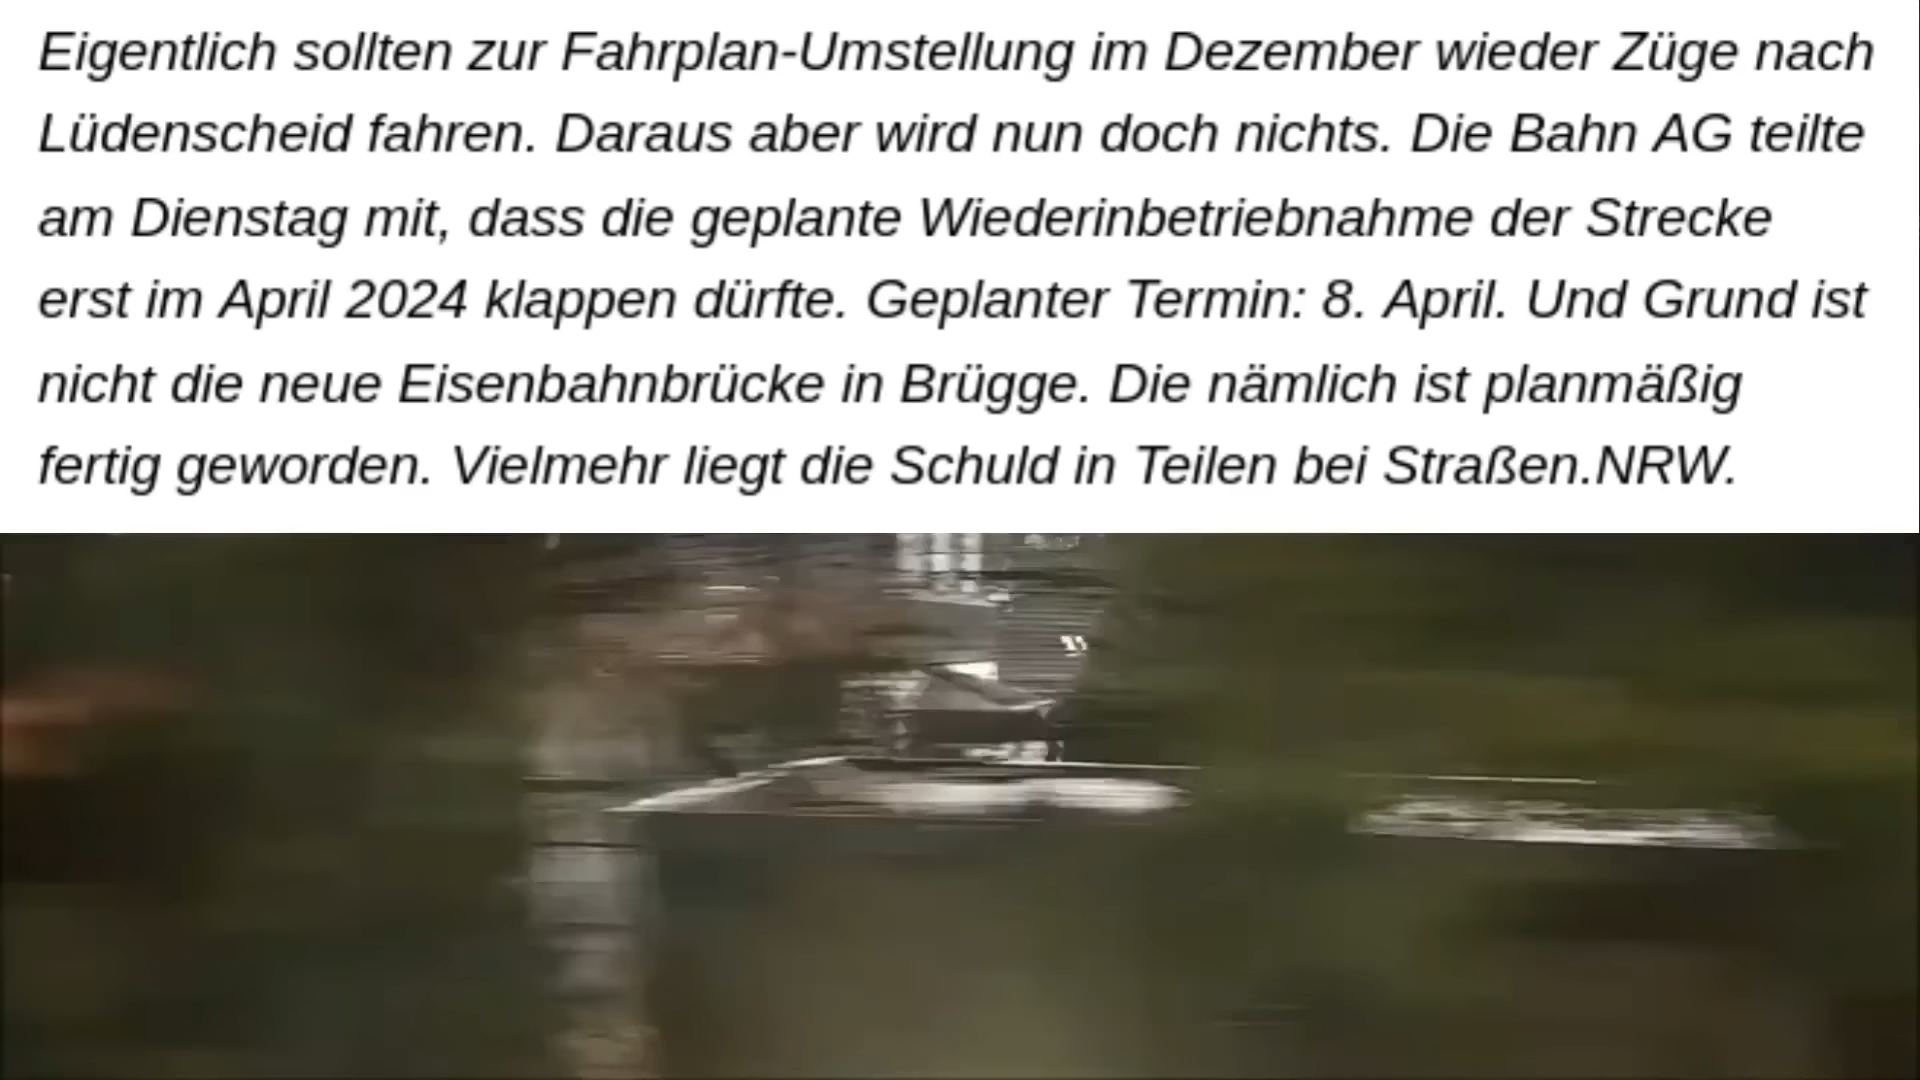 Eigentlich sollten zur Fahrplan-Umstellung im Dezember wieder Züge nach
Lüdenscheid fahren. Daraus aber wird nun doch nichts. Die Bahn AG teilte
am Dienstag mit, dass die geplante Wiederinbetriebnahme der Strecke
erst im April 2024 klappen dürfte. Geplanter Termin: 8. April. Und Grund ist
nicht die neue Eisenbahnbrücke in Brügge. Die nämlich ist planmäßig
fertig geworden. Vielmehr liegt die Schuld in Teilen bei Straßen.NRW.